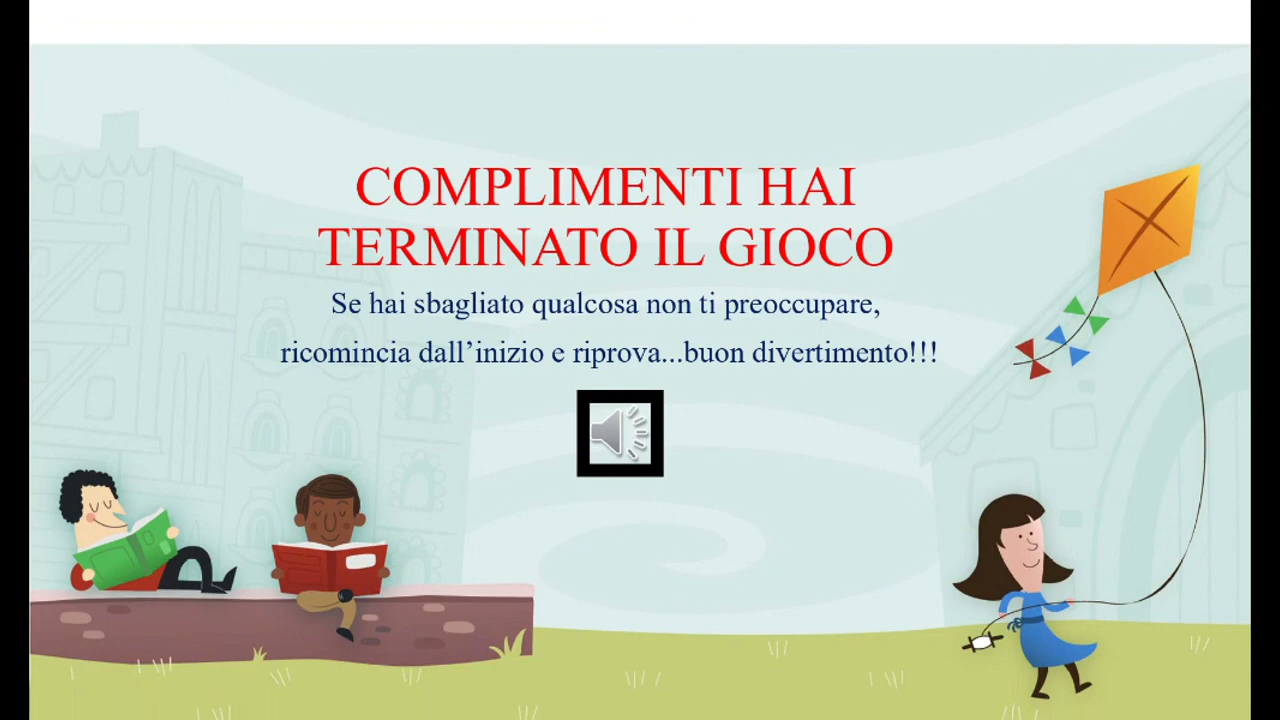 COMPLIMENTI HAI
TERMINATO IL GIOCO
Se hai sbagliato qualcosa non ti preoccupare,
ricomincia dall’inizio e riprova...buon divertimento!!!